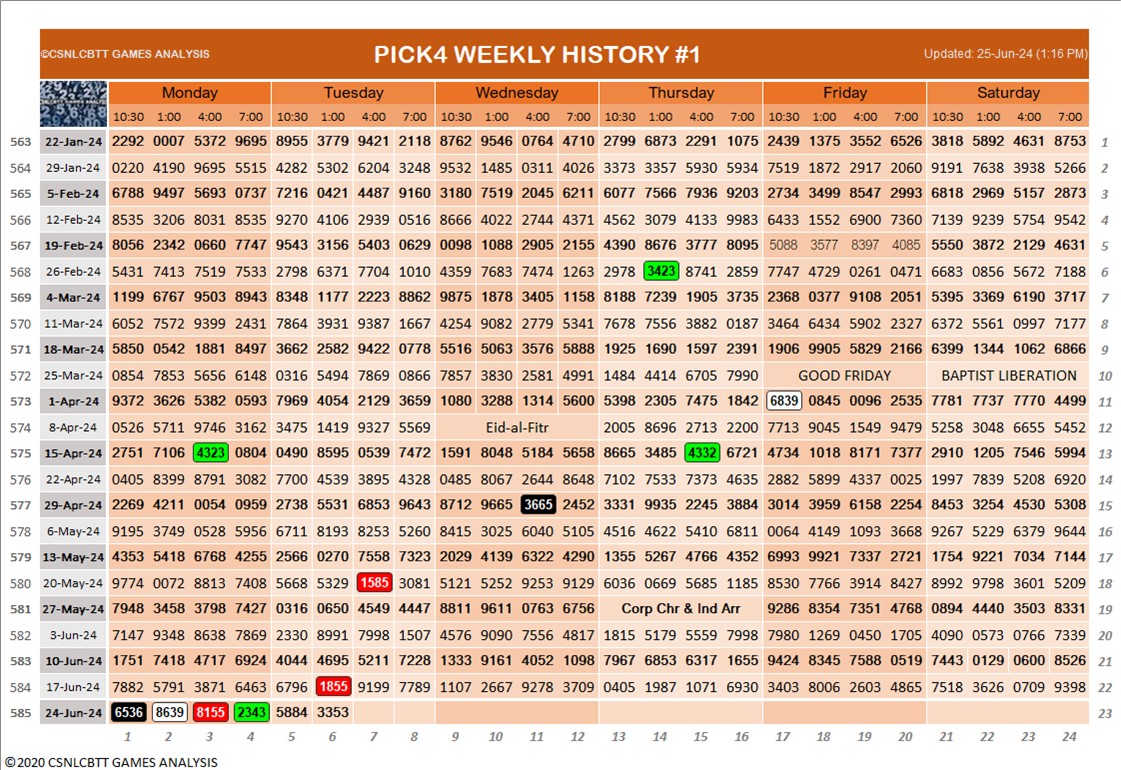 ©CSNLCBTT GAMES ANALYSIS PICK4 WEEKLY HISTORY #1 Updated: 25-Jun-24 (1:16 PM)
Monday Tuesday Wednesday Thursday Friday Saturday
10:30 1:00 4:00 7:00 10:30 1:00 4:00 7:00 10:30 1:00 4:00 7:00 10:30 1:00 4:00 7:00 10:30 1:00 4:00 7:00 10:30 1:00 4:00 7:00
563 22-Jan-24 2292 0007 5372 9695 8955 3779 9421 2118 8762 9546 0764 4710 2799 6873 2291 1075 2439 1375 3552 6526 3818 5892 4631 8753 1
564 29-Jan-24 0220 4190 9695 5515 4282 5302 6204 3248 9532 1485 0311 4026 3373 3357 5930 5934 7519 1872 2917 2060 9191 7638 3938 5266 2
565 5-Feb-24 6788 9497 5693 0737 7216 0421 4487 9160 3180 7519 2045 6211 6077 7566 7936 9203 2734 3499 8547 2993 6818 2969 5157 2873 3
566 12-Feb-24 8535 3206 8031 8535 9270 4106 2939 0516 8666 4022 2744 4371 4562 3079 4133 9983 6433 1552 6900 7360 7139 9239 5754 9542 4
567 19-Feb-24 8056 2342 0660 7747 9543 3156 5403 0629 0098 1088 2905 2155 4390 8676 3777 8095 5088 3577 8397 4085 5550 3872 2129 4631 5
568 26-Feb-24 5431 7413 7519 7533 2798 6371 7704 1010 4359 7683 7474 1263 2978 3423 8741 2859 7747 4729 0261 0471 6683 0856 5672 7188 6
569 4-Mar-24 1199 6767 9503 8943 8348 1177 2223 8862 9875 1878 3405 1158 8188 7239 1905 3735 2368 0377 9108 2051 5395 3369 6190 3717 7
570 11-Mar-24 6052 7572 9399 2431 7864 3931 9387 1667 4254 9082 2779 5341 7678 7556 3882 0187 3464 6434 5902 2327 6372 5561 0997 7177 8
571 18-Mar-24 5850 0542 1881 8497 3662 2582 9422 0778 5516 5063 3576 5888 1925 1690 1597 2391 1906 9905 5829 2166 6399 1344 1062 6866 9
572 25-Mar-24 0854 7853 5656 6148 0316 5494 7869 0866 7857 3830 2581 4991 1484 4414 6705 7990 GOOD FRIDAY BAPTIST LIBERATION 10
573 1-Apr-24 9372 3626 5382 0593 7969 4054 2129 3659 1080 3288 1314 5600 5398 2305 7475 1842 6839 0845 0096 2535 7781 7737 7770 4499 11
574 8-Apr-24 0526 5711 9746 3162 3475 1419 9327 5569 Eid-al-Fitr 2005 8696 2713 2200 7713 9045 1549 9479 5258 3048 6655 5452 12
575 15-Apr-24 2751 7106 4323 0804 0490 8595 0539 7472 1591 8048 5184 5658 8665 3485 4332 6721 4734 1018 8171 7377 2910 1205 7546 5994 13
576 22-Apr-24 0405 8399 8791 3082 7700 4539 3895 4328 0485 8067 2644 8648 7102 7533 7373 4635 2882 5899 4337 0025 1997 7839 5208 6920 14
577 29-Apr-24 2269 4211 0054 0959 2738 5531 6853 9643 8712 9665 3665 2452 3331 9935 2245 3884 3014 3959 6158 2254 8453 3254 4530 5308 15
578 6-May-24 9195 3749 0528 5956 6711 8193 8253 5260 8415 3025 6040 5105 4516 4622 5410 6811 0064 4149 1093 3668 9267 5229 6379 9644 16
579 13-May-24 4353 5418 6768 4255 2566 0270 7558 7323 2029 4139 6322 4290 1355 5267 4766 4352 6993 9921 7337 2721 1754 9221 7034 7144 17
580 20-May-24 9774 0072 8813 7408 5668 5329 1585 3081 5121 5252 9253 9129 6036 0669 5685 1185 8530 7766 3914 8427 8992 9798 3601 5209 18
581 27-May-24 7948 3458 3798 7427 0316 0650 4549 4447 8811 9611 0763 6756 Corp Chr & Ind Arr 9286 8354 7351 4768 0894 4440 3503 8331 19
582 3-Jun-24 7147 9348 8638 7869 2330 8991 7998 1507 4576 9090 7556 4817 1815 5179 5559 7998 7980 1269 0450 1705 4090 0573 0766 7339 20
583 10-Jun-24 1751 7418 4717 6924 4044 4695 5211 7228 1333 9161 4052 1098 7967 6853 6317 1655 9424 8345 7588 0519 7443 0129 0600 8526 21
584 17-Jun-24 7882 5791 3871 6463 6796 1855 9199 7789 1107 2667 9278 3709 0405 1987 1071 6930 3403 8006 2603 4865 7518 3626 0709 9398 22
585 24-Jun-24 6536 8639 8155 2343 5884 3353 23
1 2 3 4 5 6 7 8 9 10 11 12 13 14 15 16 17 18 19 20 21 22 23 24
©2020 CSNLCBTT GAMES ANALYSIS